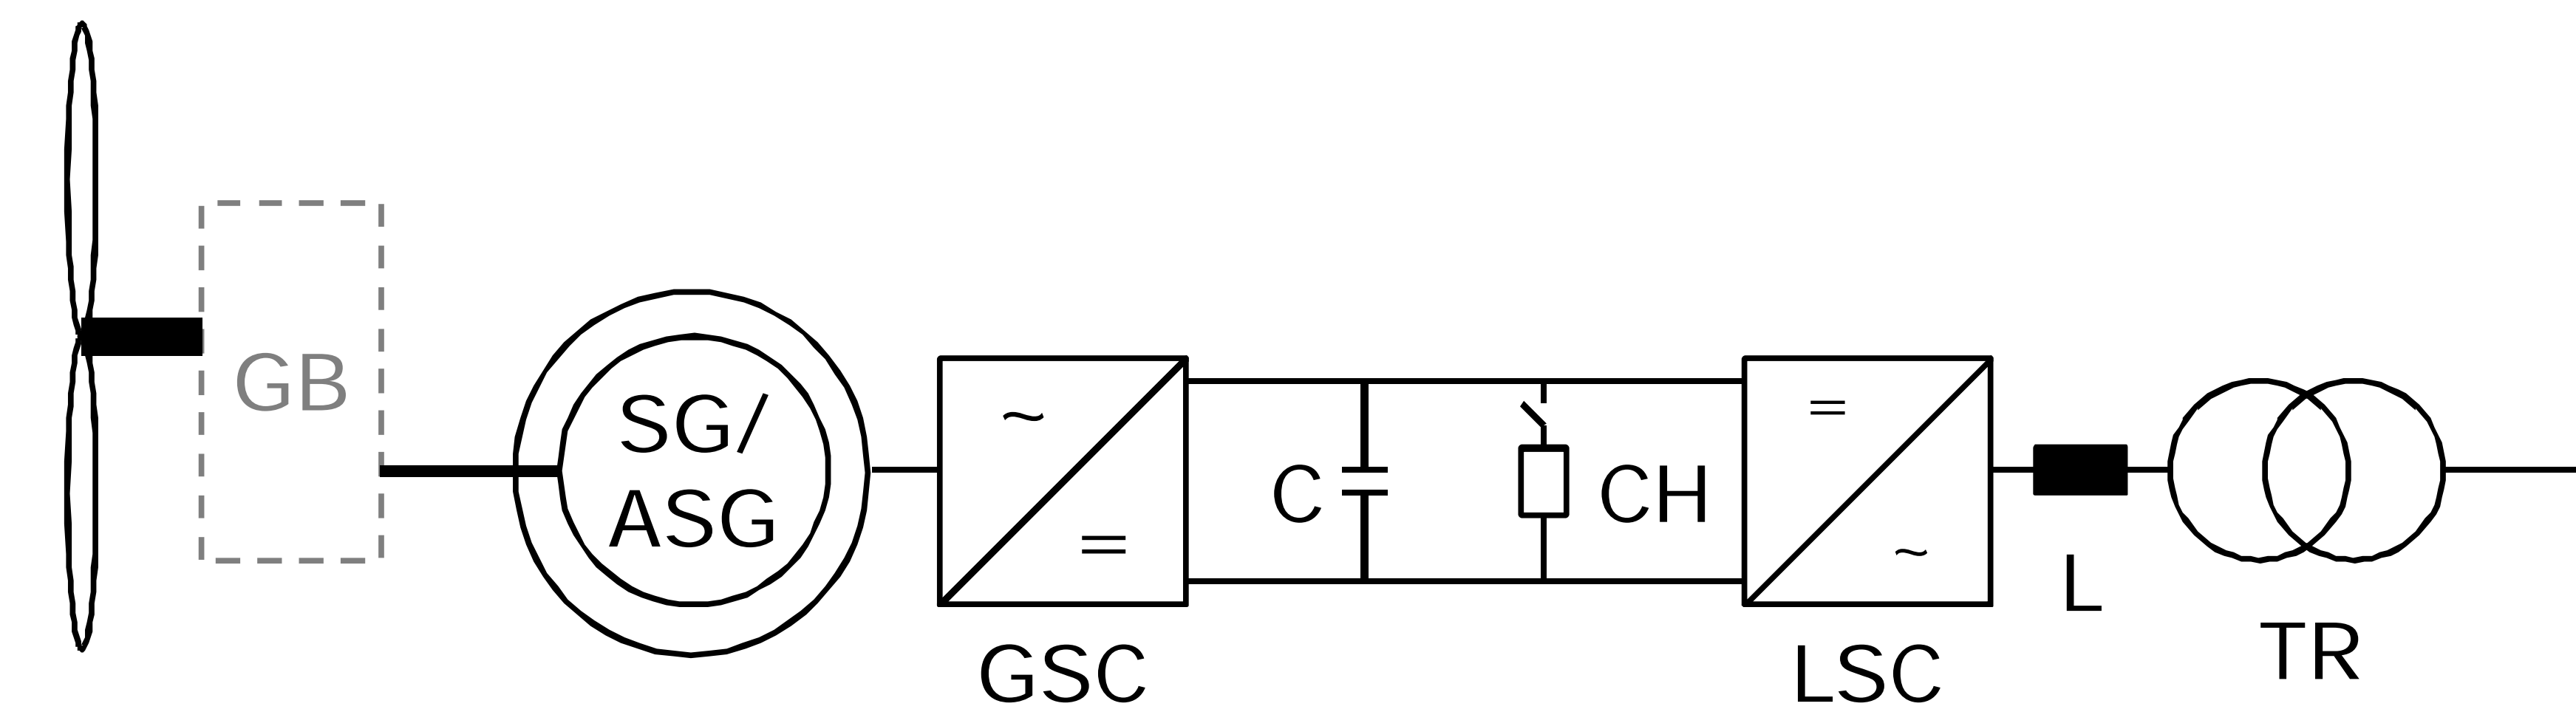 GB
SG/
ASG
~
=
GSC
C
CH
=
~
LSC
L
TR